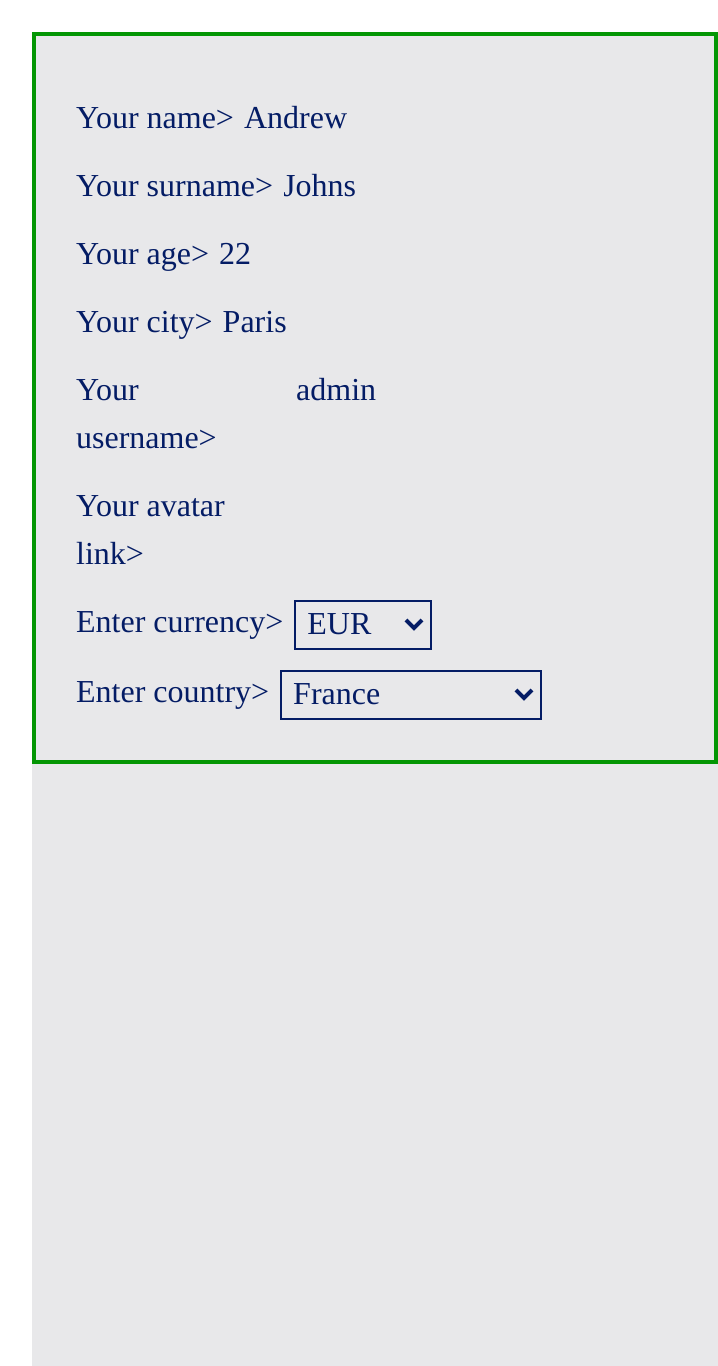 Your name> Andrew
Your surname> Johns
Your age> 22
Your city> Paris
Your admin
username>
Your avatar
link>
Enter currency> EUR
Enter country> France